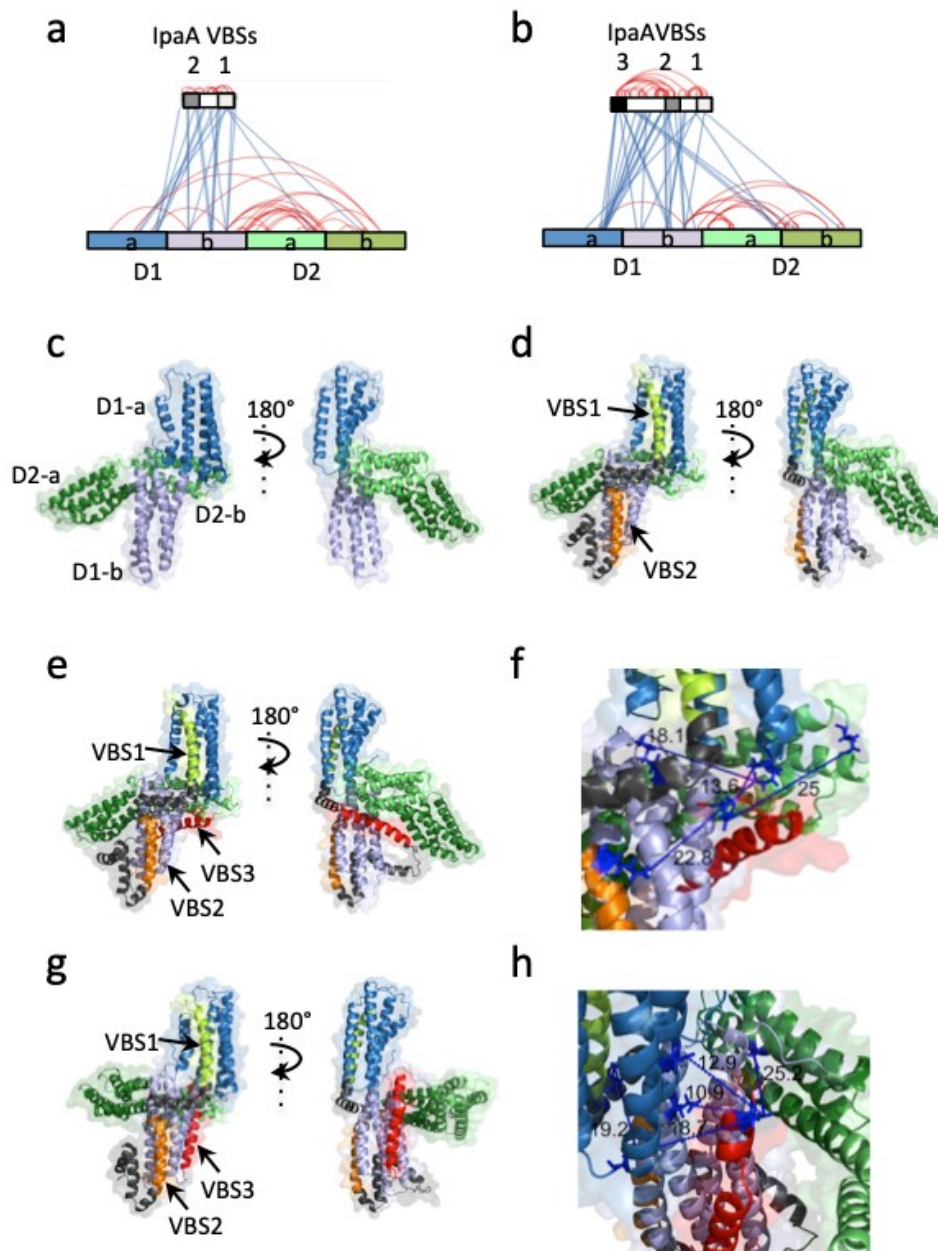 a
IpaA VBSs
2 1
a b a b
D1 D2
b
IpaAVBSs
3 2 1
a b a b
D1 D2
c
D1-a
180°
D2-a
D2-b
D1-b
d
VBS1
180°
VBS2
e
180°
VBS1
VBS3
VBS2
f
18.1
13.6
25
22.8
g
180°
VBS1
VBS3
VBS2
h
12.9
25.2
10.9
19.2
18.7